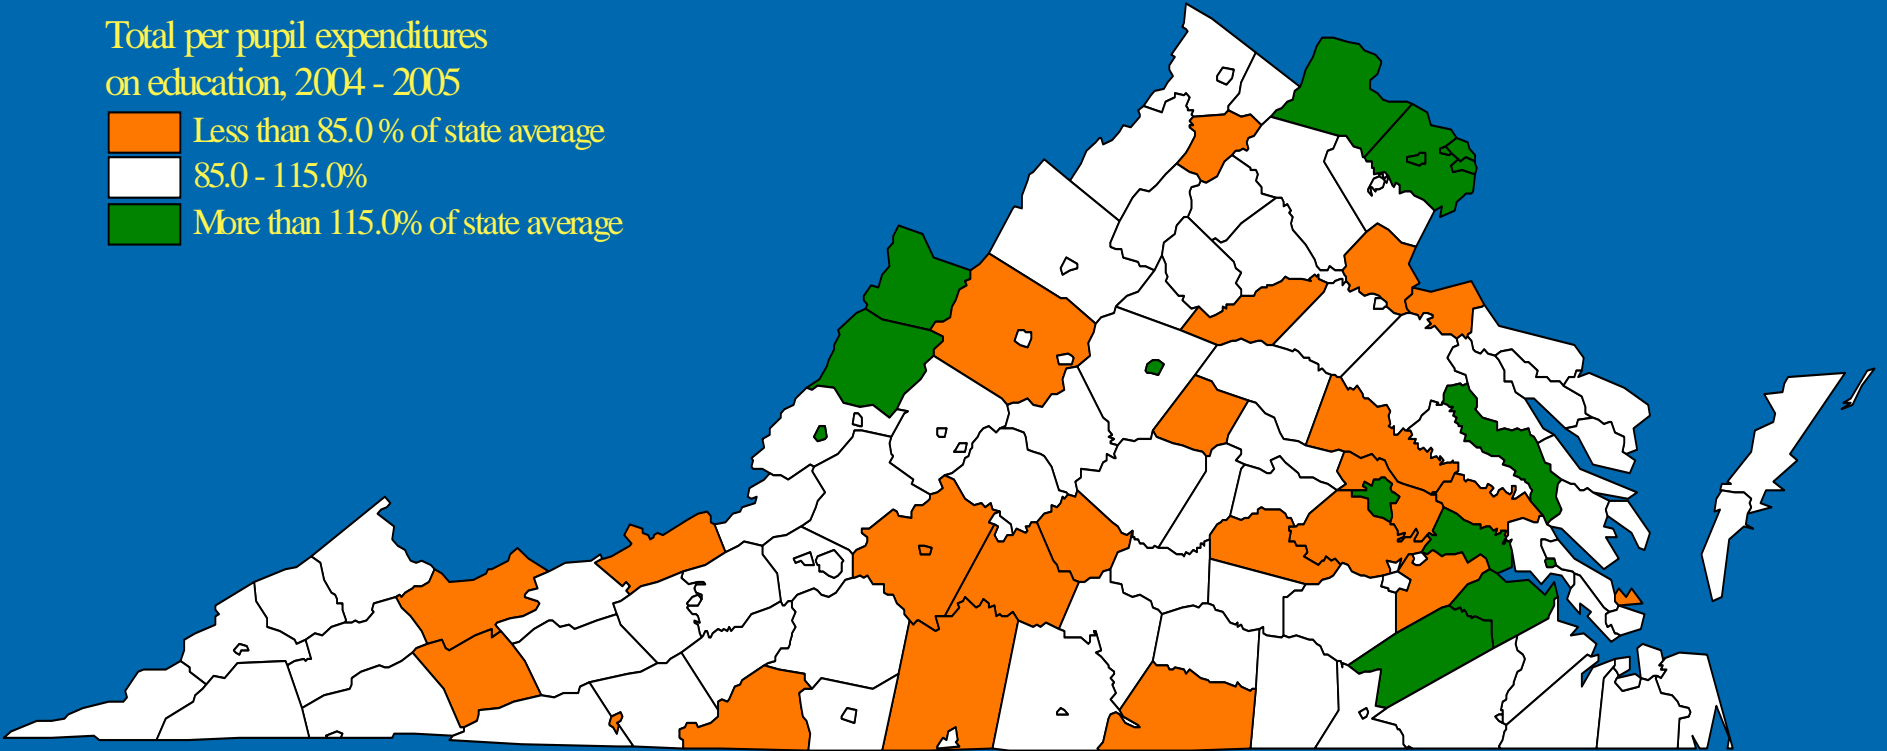 Total per pupil expenditures
on education, 2004 - 2005
Less than 85.0 % of state average
85.0 - 115.0%
More than 115.0% of state average